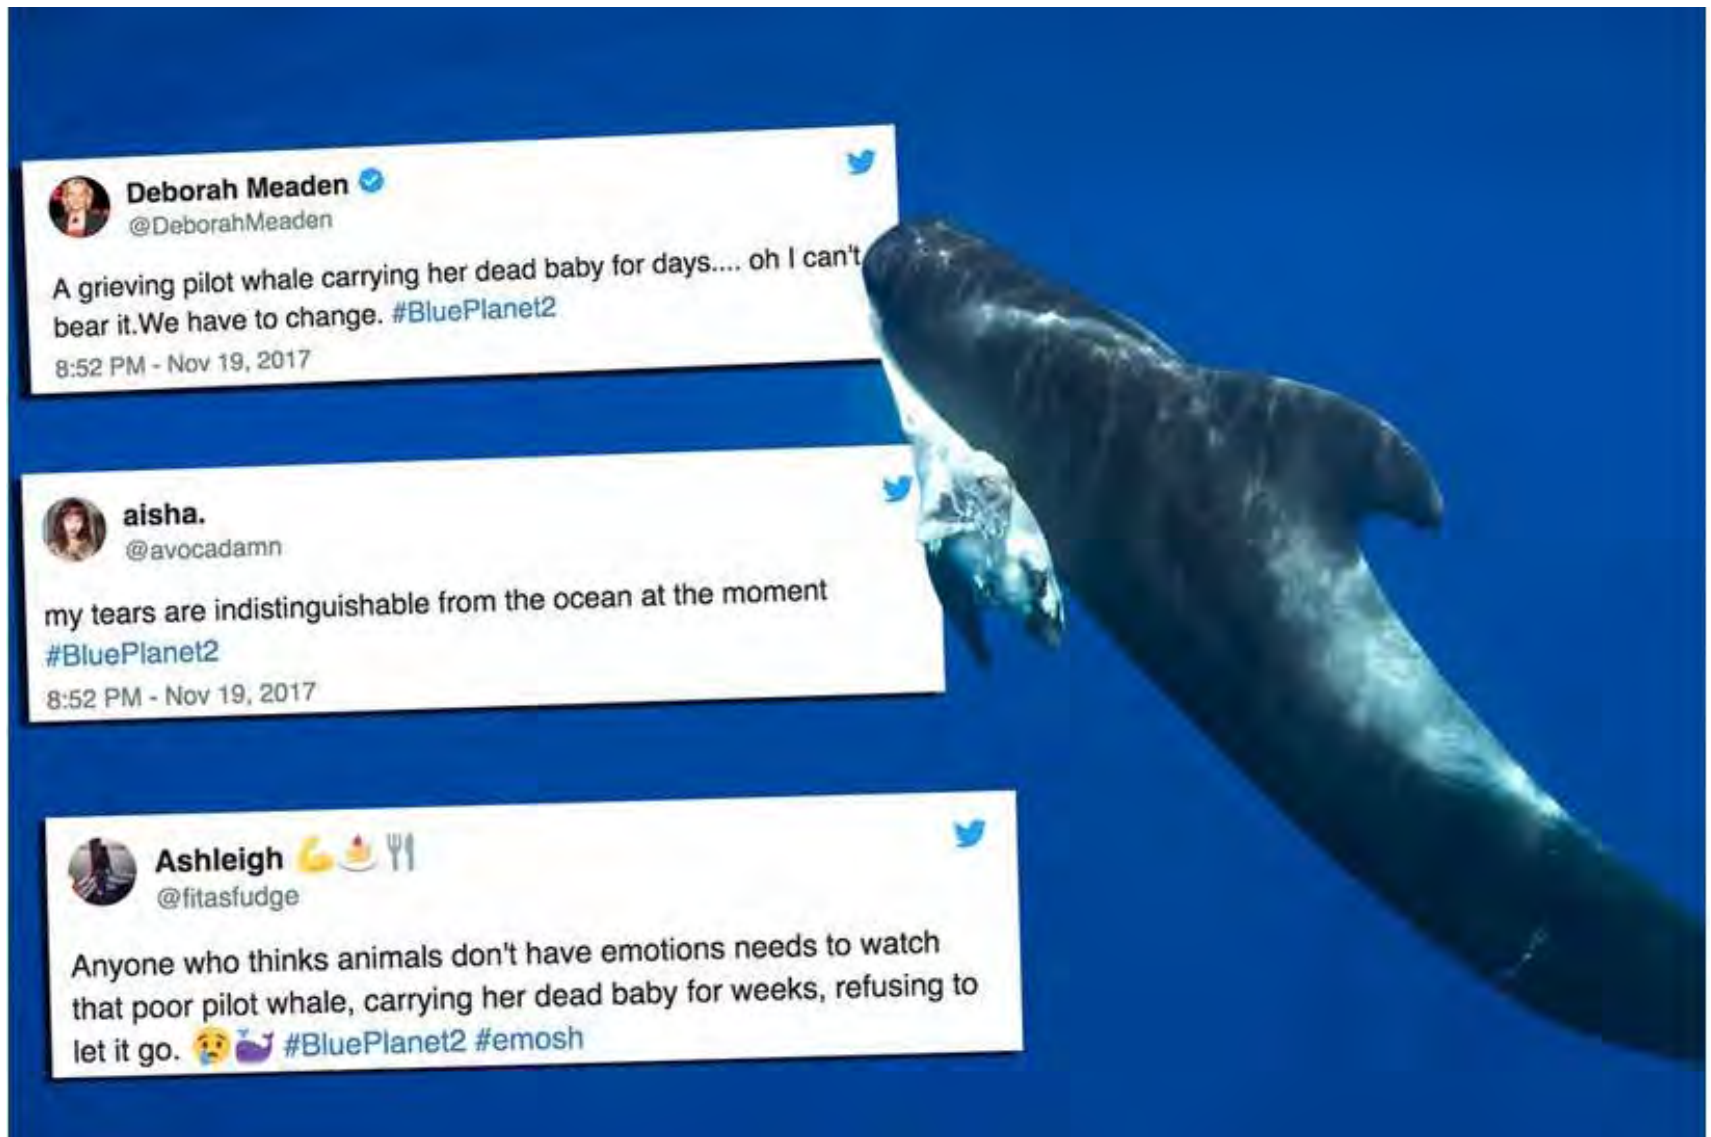 Deborah Meaden
@DeborahMeaden
A grieving pilot whale carrying her dead baby for days.... oh I can't
bear it.We have to change. #BluePlanet2
8:52 PM - Nov 19, 2017
aisha.
@avocadamn
my tears are indistinguishable from the ocean at the moment
#BluePlanet2
8:52 PM - Nov 19, 2017
Ashleigh 💪🍰🍴
@fitasfudge
Anyone who thinks animals don't have emotions needs to watch
that poor pilot whale, carrying her dead baby for weeks, refusing to
let it go. 😢🐳 #BluePlanet2 #emosh